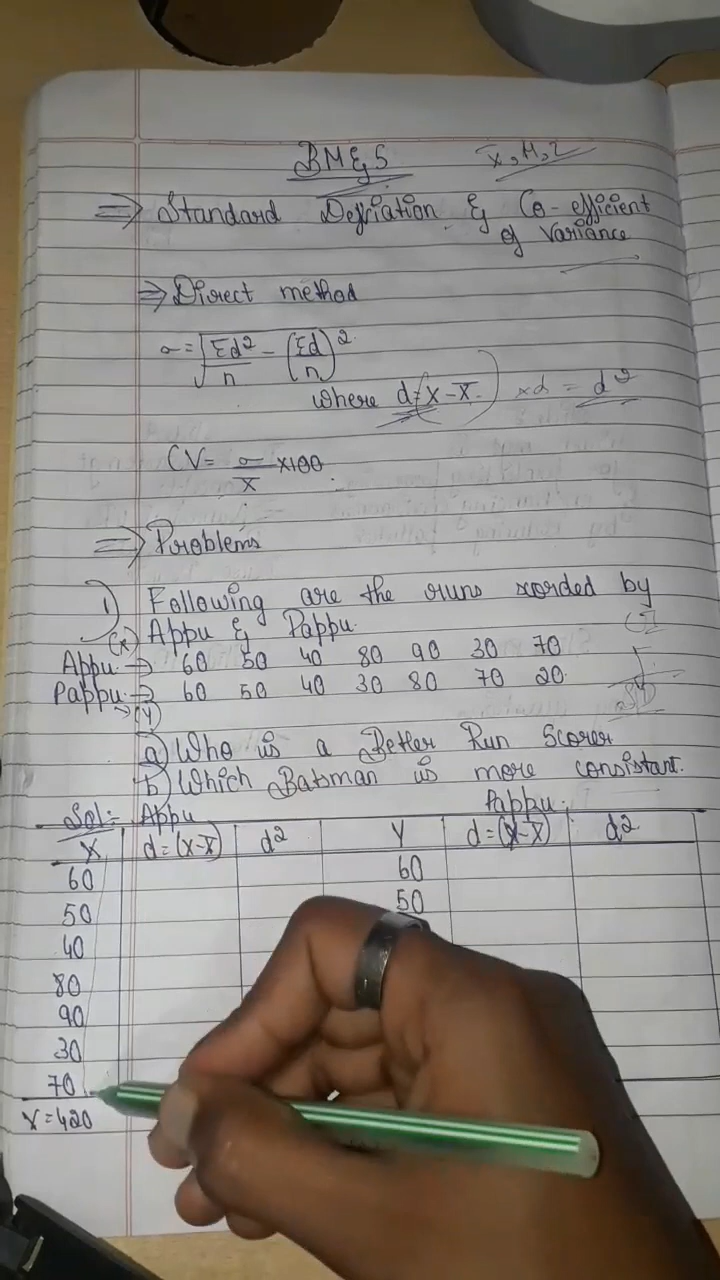 BM & S
x̄, M, Z
⇒ Standard Deviation & Co-efficient
of Variance
⇒ Direct method
σ = √Σd²/n - (Σd/n)²
where d = (x - x̄) xd = d²
CV = σ/x̄ × 100
⇒ Problems
1) Following are the runs xorded by
(x) Appu & Pappu.
Appu: → 60 50 40 80 90 30 70
Pappu: → 60 50 40 30 80 70 20
(y)
a) Who is a Better Run Scorer
b) Which Batsman is more consistant.
Sol:= Appu Pappu:
X d = (x - x̄) d² Y d = (x - x̄) d²
60 60
50 50
40
80
90
30
70
x = 420